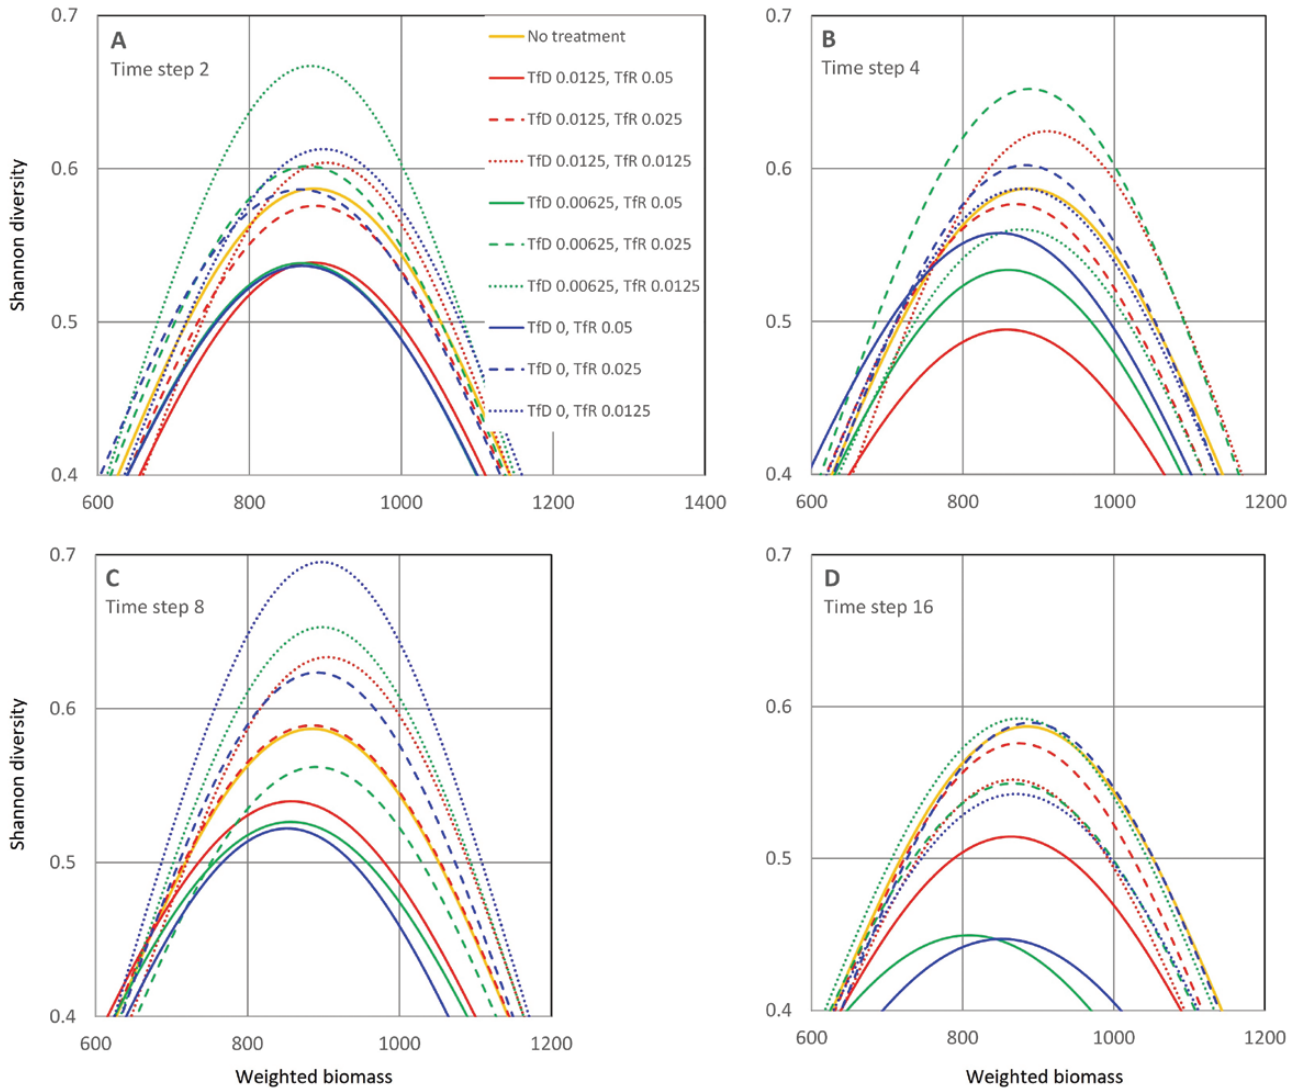 A
Time step 2
0.7
0.6
0.5
0.4
600
800
1000
1200
1400
Shannon diversity
No treatment
TfD 0.0125, TfR 0.05
TfD 0.0125, TfR 0.025
TfD 0.0125, TfR 0.0125
TfD 0.00625, TfR 0.05
TfD 0.00625, TfR 0.025
TfD 0.00625, TfR 0.0125
TfD 0, TfR 0.05
TfD 0, TfR 0.025
TfD 0, TfR 0.0125
B
Time step 4
0.7
0.6
0.5
0.4
600
800
1000
1200
C
Time step 8
0.7
0.6
0.5
0.4
600
800
1000
1200
Shannon diversity
Weighted biomass
D
Time step 16
0.7
0.6
0.5
0.4
600
800
1000
1200
Weighted biomass